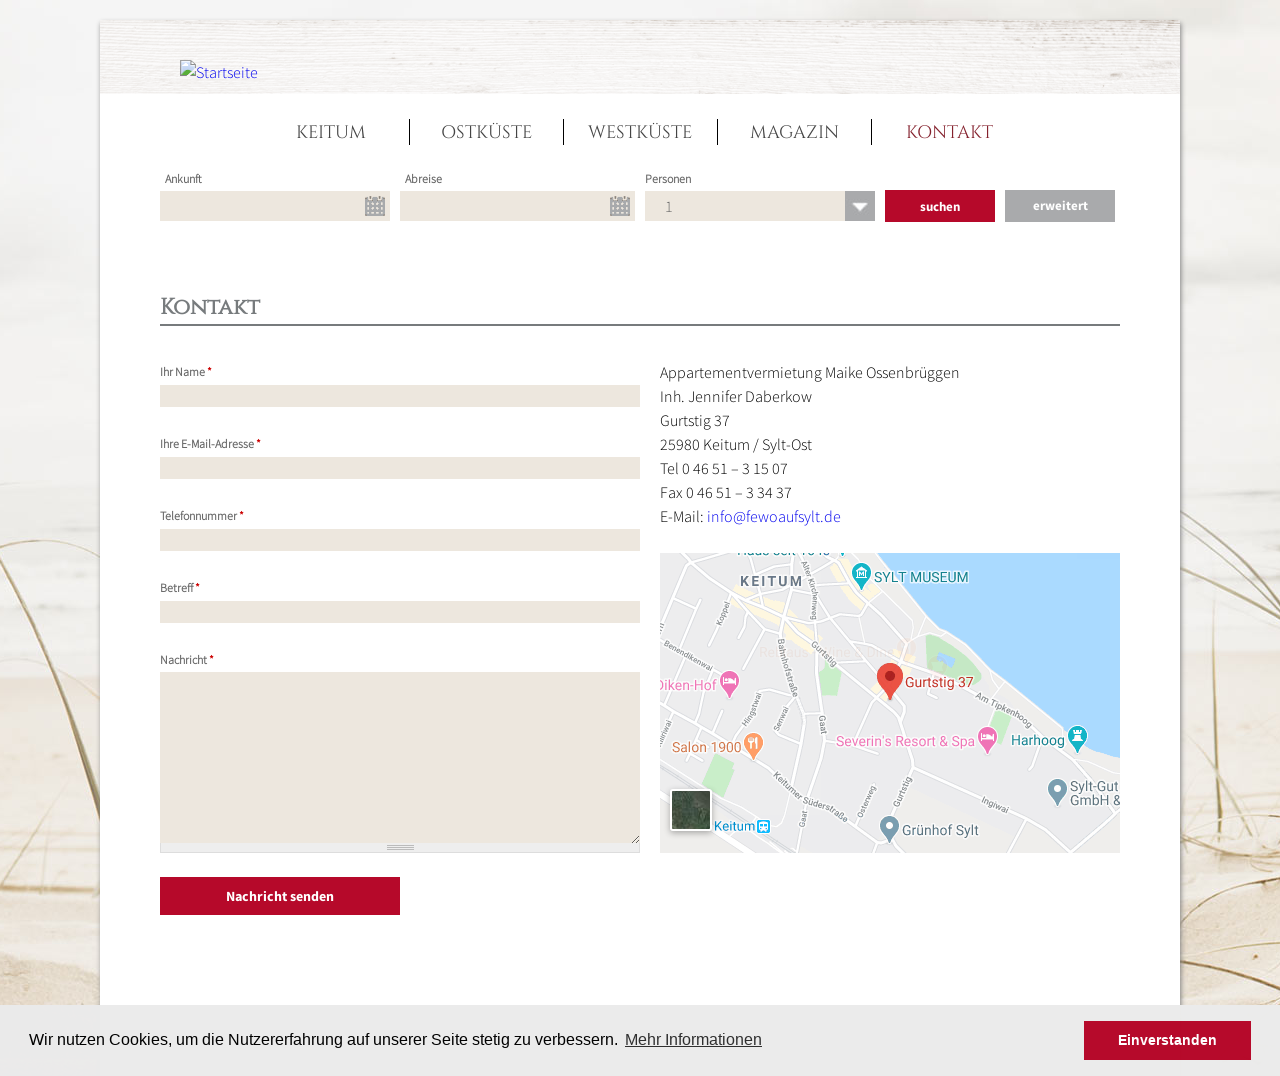 Startseite
KEITUM
OSTKÜSTE
WESTKÜSTE
MAGAZIN
KONTAKT
Ankunft
Abreise
Personen
1
suchen
erweitert
Kontakt
Ihr Name *
Ihre E-Mail-Adresse *
Telefonnummer *
Betreff *
Nachricht *
Nachricht senden
Appartementvermietung Maike Ossenbrüggen
Inh. Jennifer Daberkow
Gurtstig 37
25980 Keitum / Sylt-Ost
Tel 0 46 51 – 3 15 07
Fax 0 46 51 – 3 34 37
E-Mail: info@fewoaufsylt.de
KEITUM
SYLT MUSEUM
Alter Kirchenweg
Koppel
Benendikenwai
Bahnhofstraße
Gurtstig
Gurtstig 37
Am Tipkenhoog
Diken-Hof
Hingstwai
Senwai
Gaat
Salon 1900
Severin's Resort & Spa
Harhoog
Keitumer Süderstraße
Osterweg
Gurtstig
Ingiwai
Sylt-Gut
GmbH &
Gaat
Keitum
Grünhof Sylt
Wir nutzen Cookies, um die Nutzererfahrung auf unserer Seite stetig zu verbessern. Mehr Informationen
Einverstanden